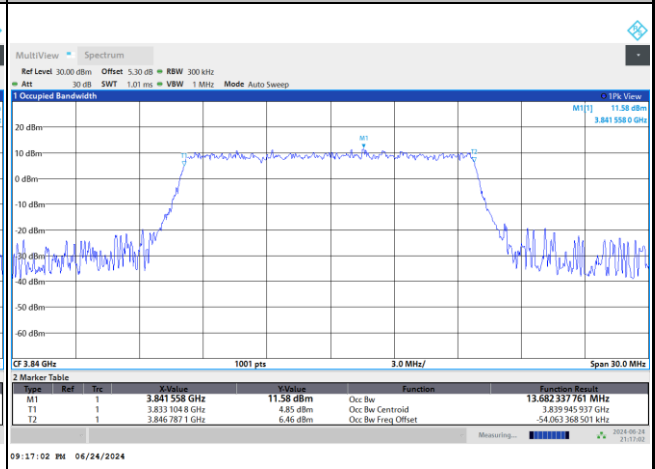 MultiView Spectrum
Ref Level 30.00 dBm Offset 5.30 dB RBW 300 kHz
Att 30 dB SWT 1.01 ms VBW 1 MHz Mode Auto Sweep
1 Occupied Bandwidth 1Pk View
M1[1] 11.58 dBm
3.841 558 0 GHz
20 dBm
M1
10 dBm
T1
T2
0 dBm
-10 dBm
-20 dBm
-30 dBm
-40 dBm
-50 dBm
-60 dBm
CF 3.84 GHz 1001 pts 3.0 MHz/ Span 30.0 MHz
2 Marker Table
Type Ref Trc X-Value Y-Value Function Function Result
M1 1 3.841 558 GHz 11.58 dBm Occ Bw 13.682 337 761 MHz
T1 1 3.833 104 8 GHz 4.85 dBm Occ Bw Centroid 3.839 945 937 GHz
T2 1 3.846 787 1 GHz 6.46 dBm Occ Bw Freq Offset -54.063 368 501 kHz
Measuring... 2024-06-24
21:17:02
09:17:02 PM 06/24/2024